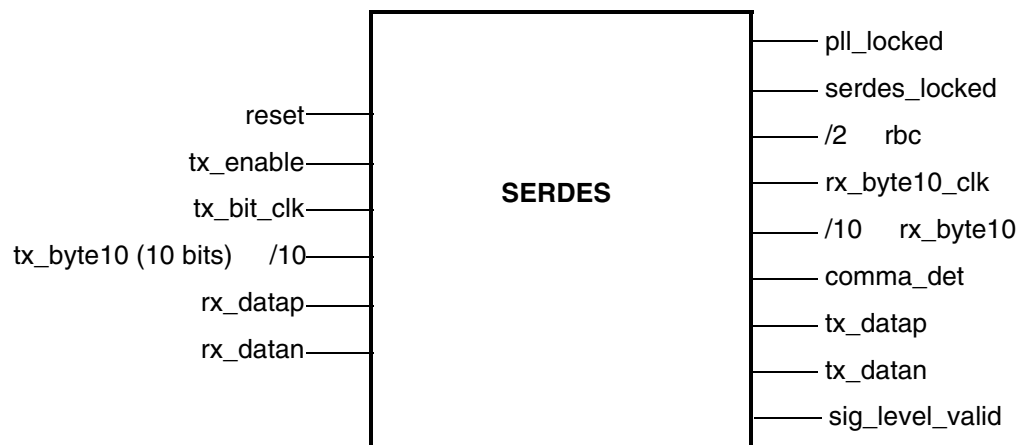 pll_locked
serdes_locked
reset
/2 rbc
tx_enable
rx_byte10_clk
SERDES
tx_bit_clk
/10 rx_byte10
tx_byte10 (10 bits) /10
comma_det
rx_datap
tx_datap
rx_datan
tx_datan
sig_level_valid